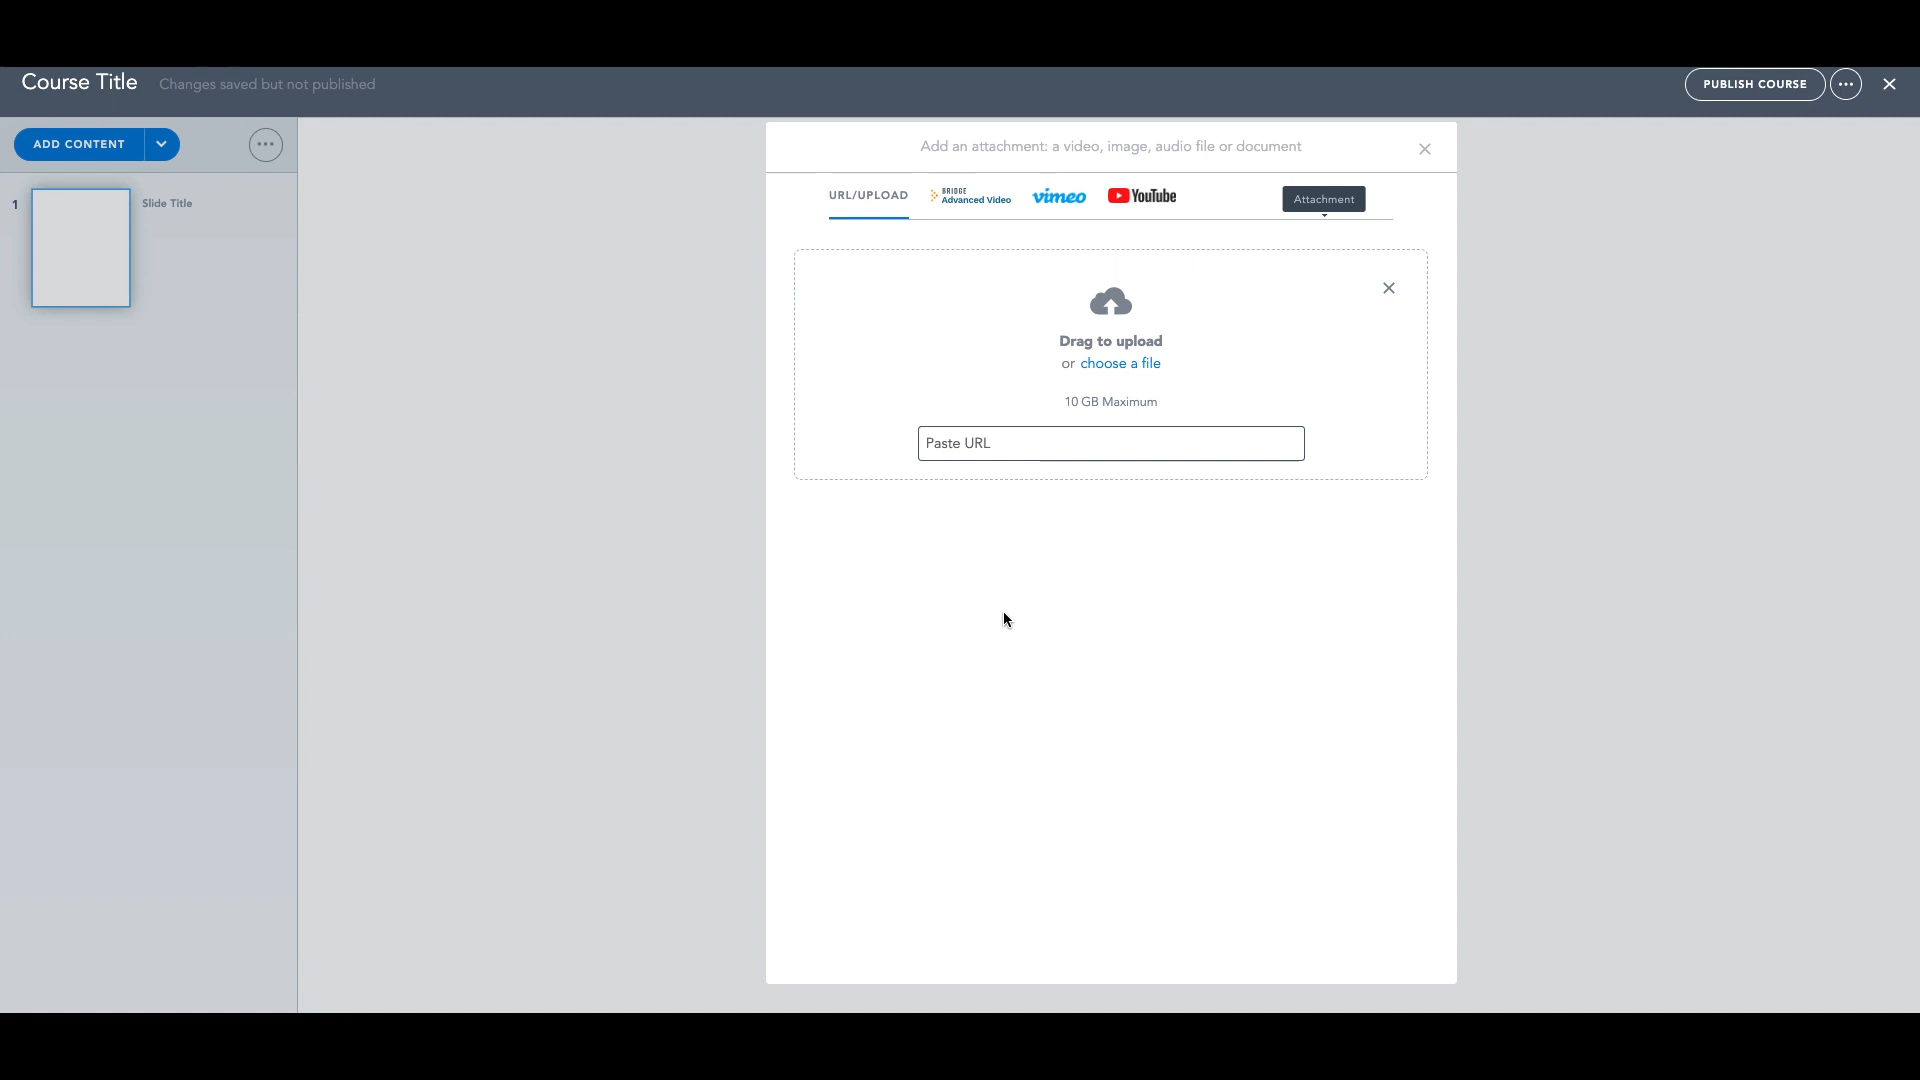 Course Title
Changes saved but not published
PUBLISH COURSE
ADD CONTENT
1
Slide Title
Add an attachment: a video, image, audio file or document
URL/UPLOAD
BRIDGE
Advanced Video
vimeo
YouTube
Attachment
Drag to upload
or choose a file
10 GB Maximum
Paste URL